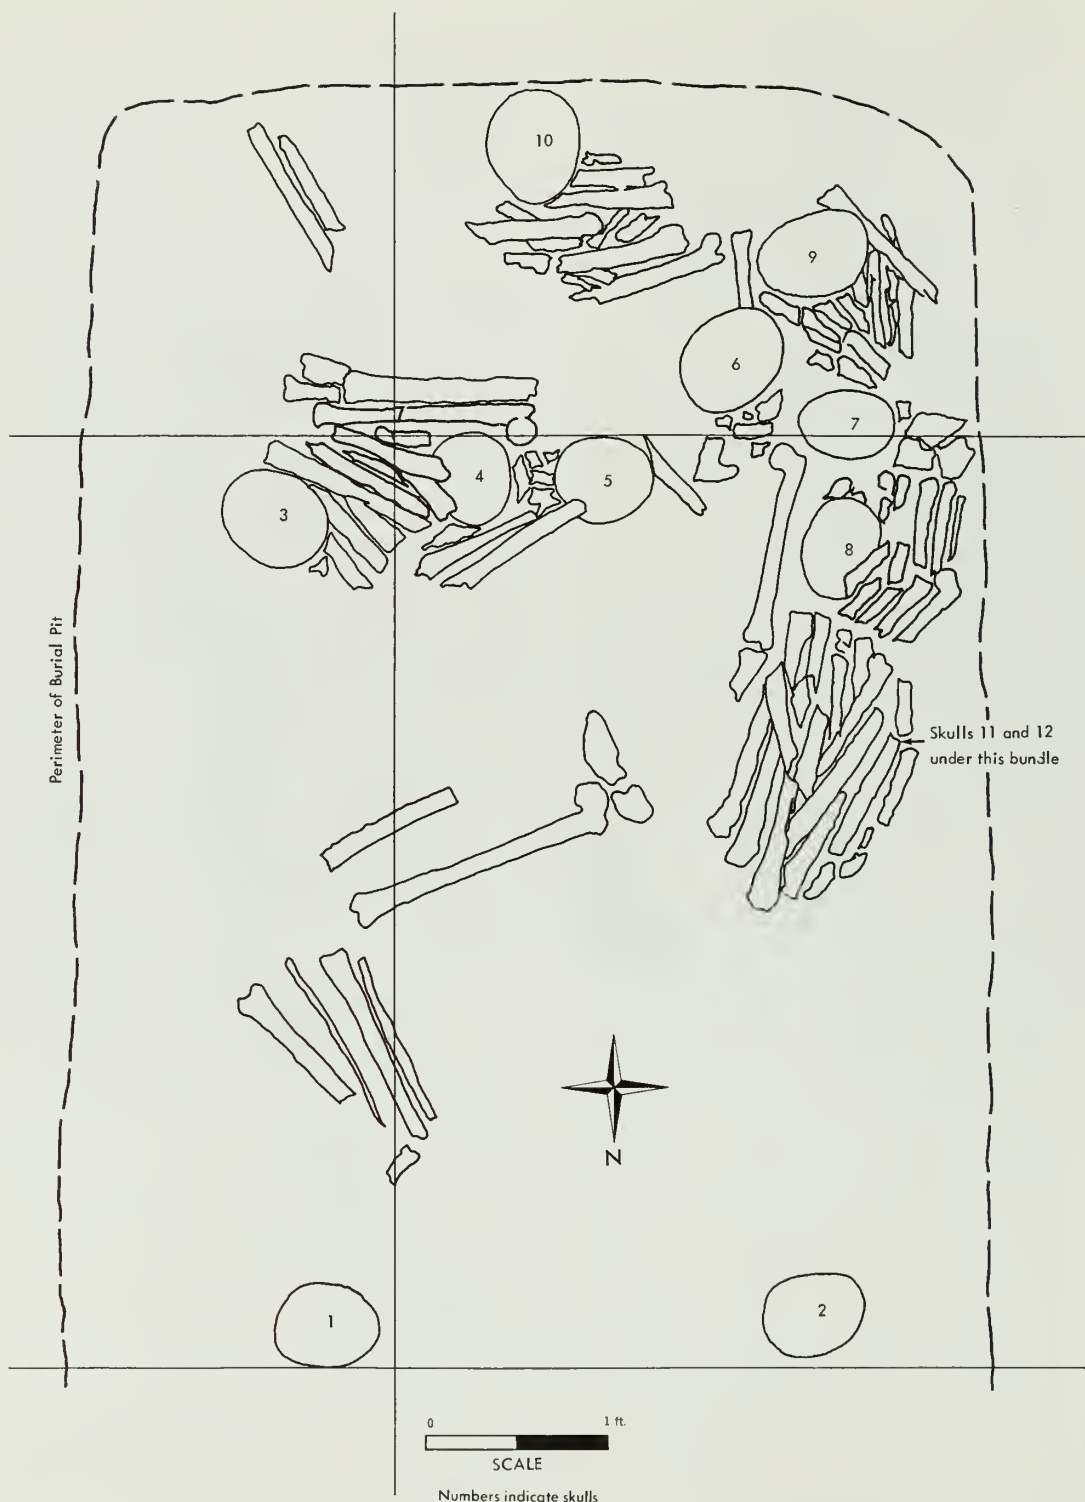 10
9
6
7
4
5
3
8
Perimeter of Burial Pit
Skulls 11 and 12
under this bundle
N
1
2
0 1 ft.
SCALE
Numbers indicate skulls